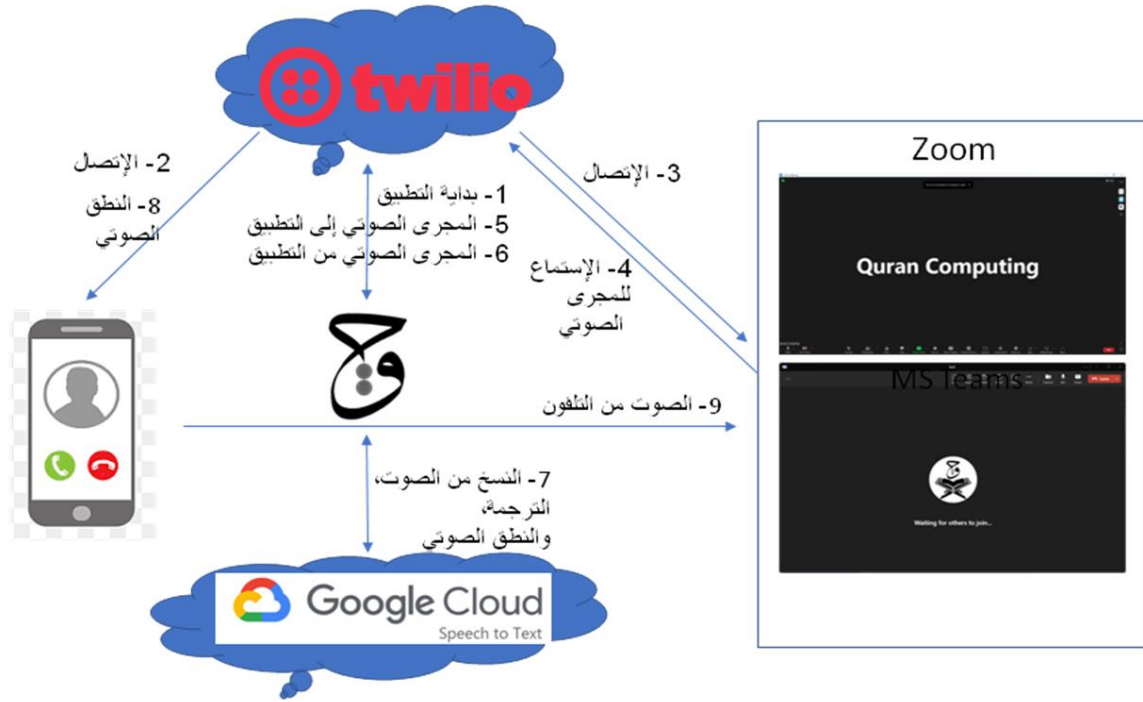 twilio
2- الإتصال
8- النطق
الصوتي
1- بداية التطبيق
5- المجرى الصوتي إلى التطبيق
6- المجرى الصوتي من التطبيق
3- الإتصال
4- الإستماع
للمجرى
الصوتي
Zoom
Quran Computing
MS Teams
Waiting for others to join...
9- الصوت من التلفون
7- النسخ من الصوت،
الترجمة،
والنطق الصوتي
Google Cloud
Speech to Text